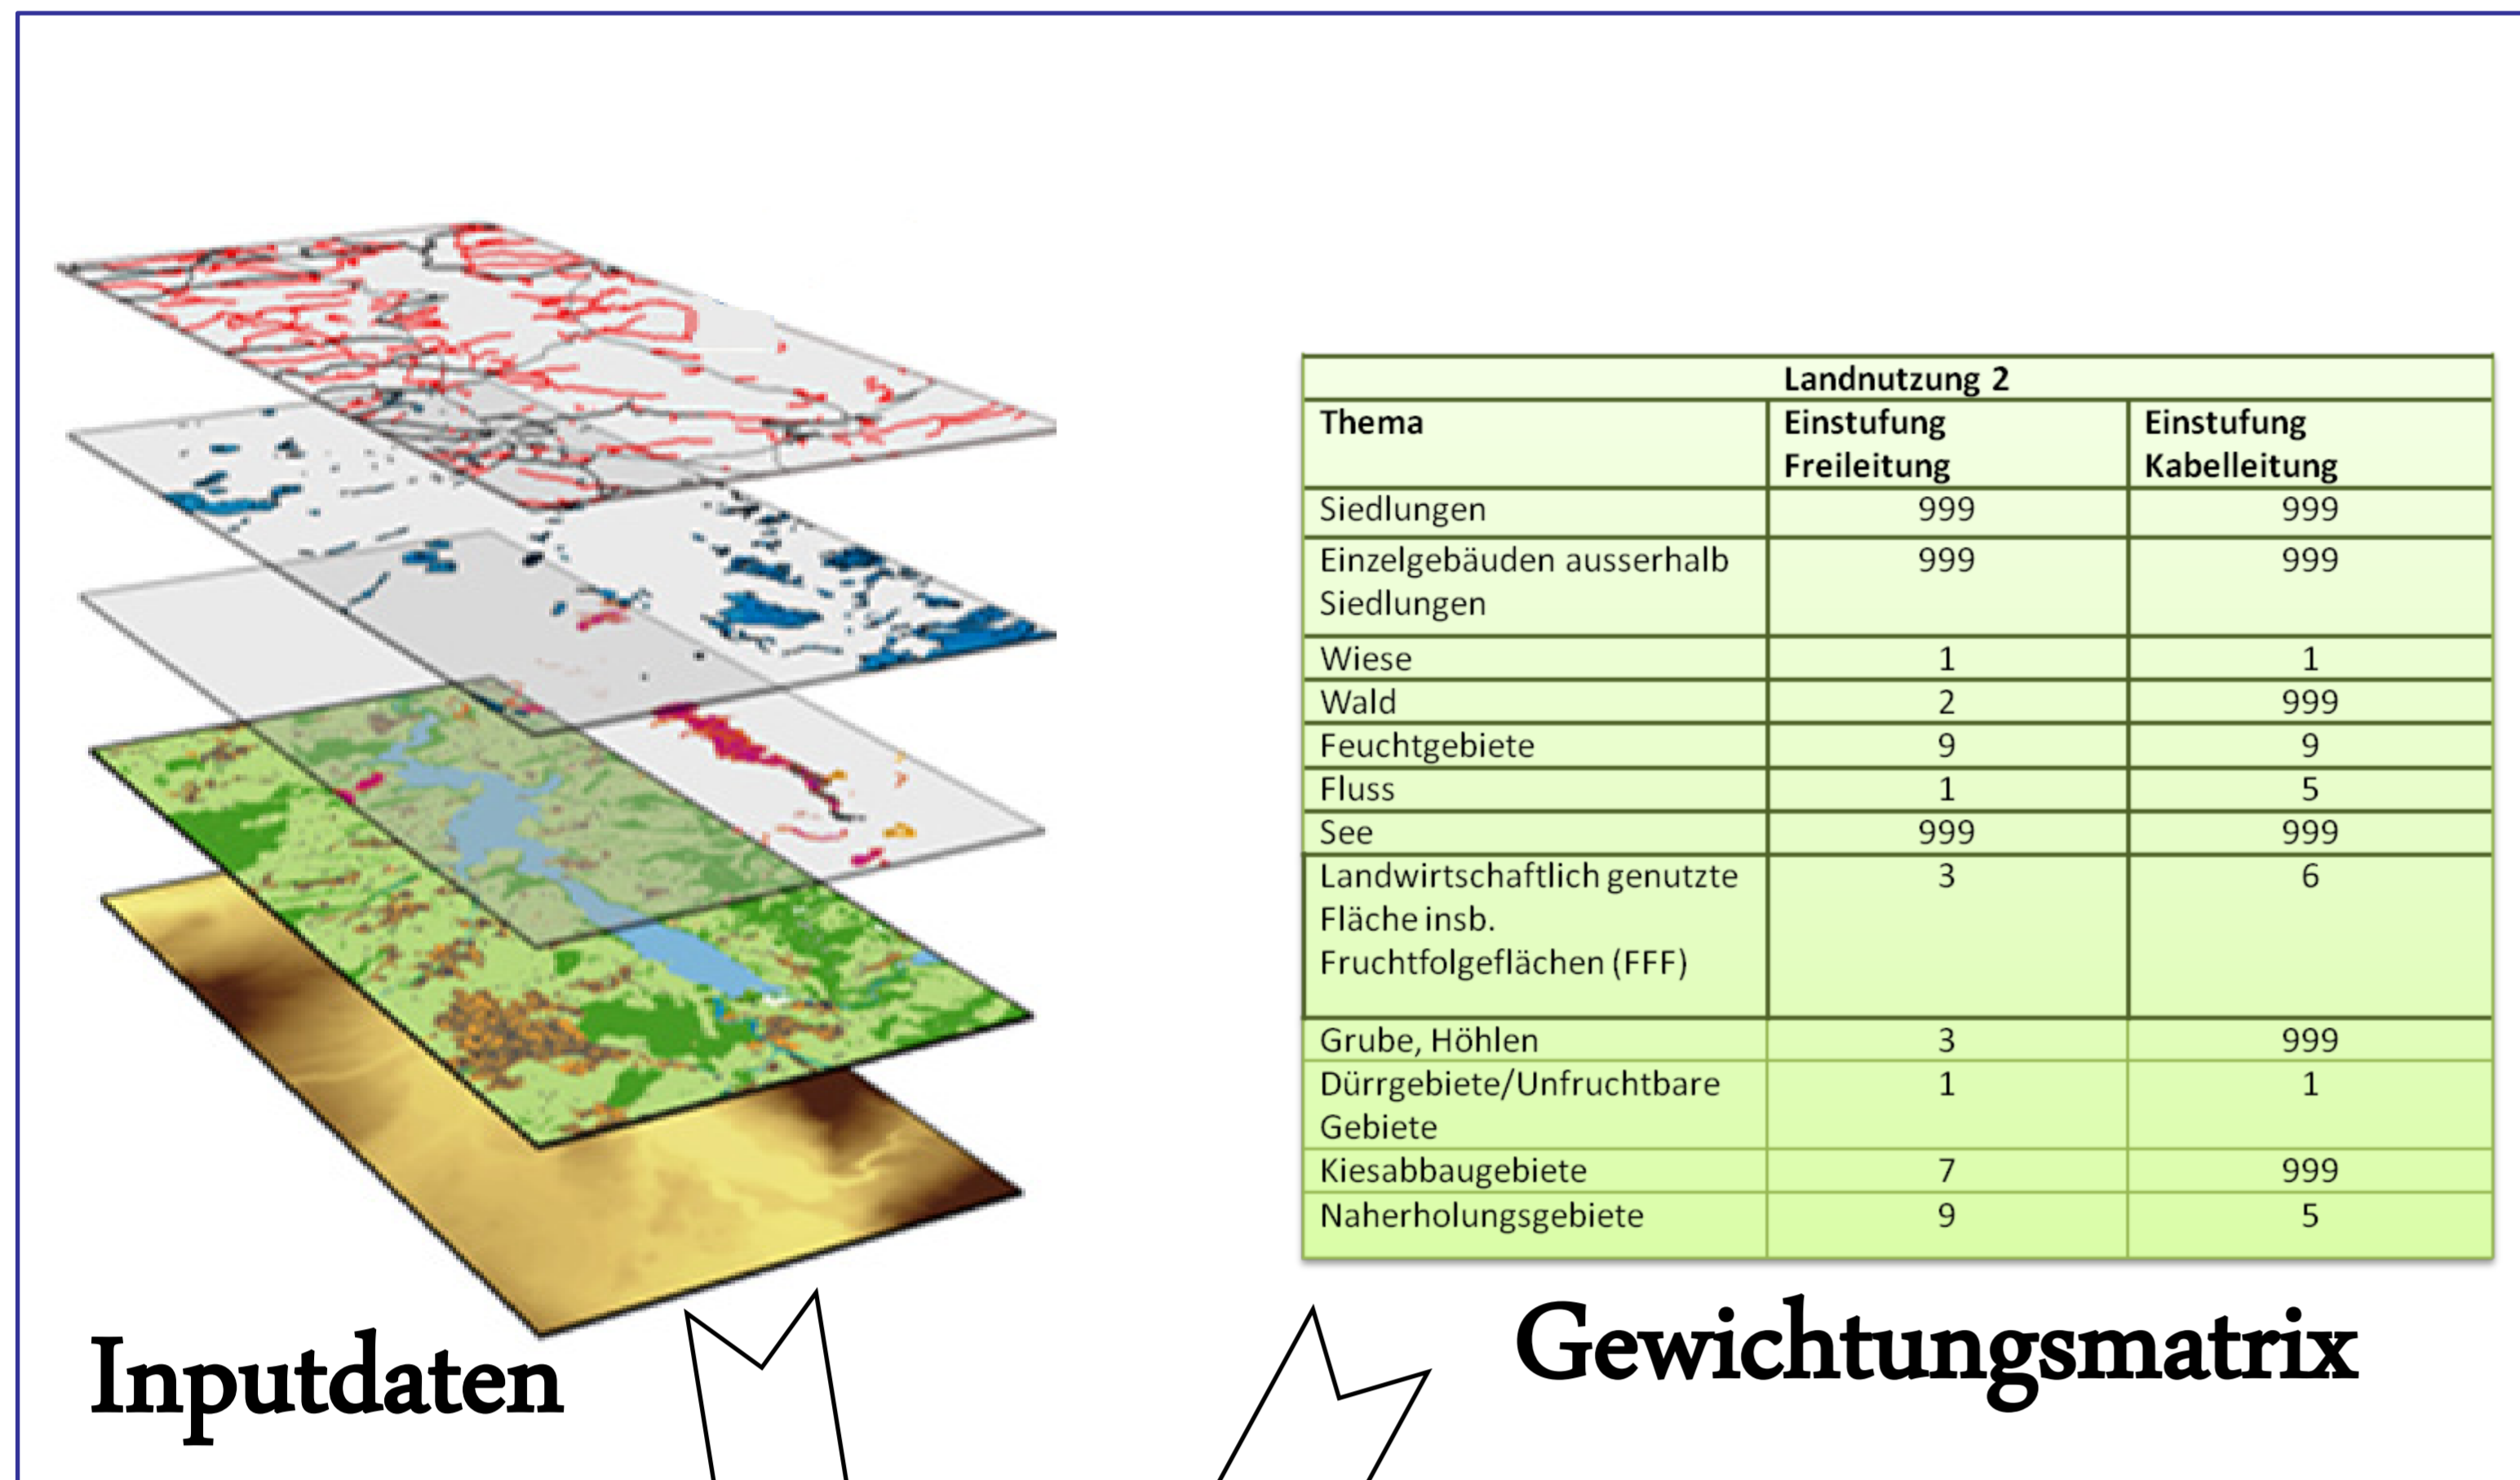 Landnutzung 2
Thema Einstufung Freileitung Einstufung Kabelleitung
Siedlungen 999 999
Einzelgebäuden ausserhalb Siedlungen 999 999
Wiese 1 1
Wald 2 999
Feuchtgebiete 9 9
Fluss 1 5
See 999 999
Landwirtschaftlich genutzte Fläche insb. Fruchtfolgeflächen (FFF) 3 6
Grube, Höhlen 3 999
Dürrgebiete/Unfruchtbare Gebiete 1 1
Kiesabbaugebiete 7 999
Naherholungsgebiete 9 5
Inputdaten
Gewichtungsmatrix